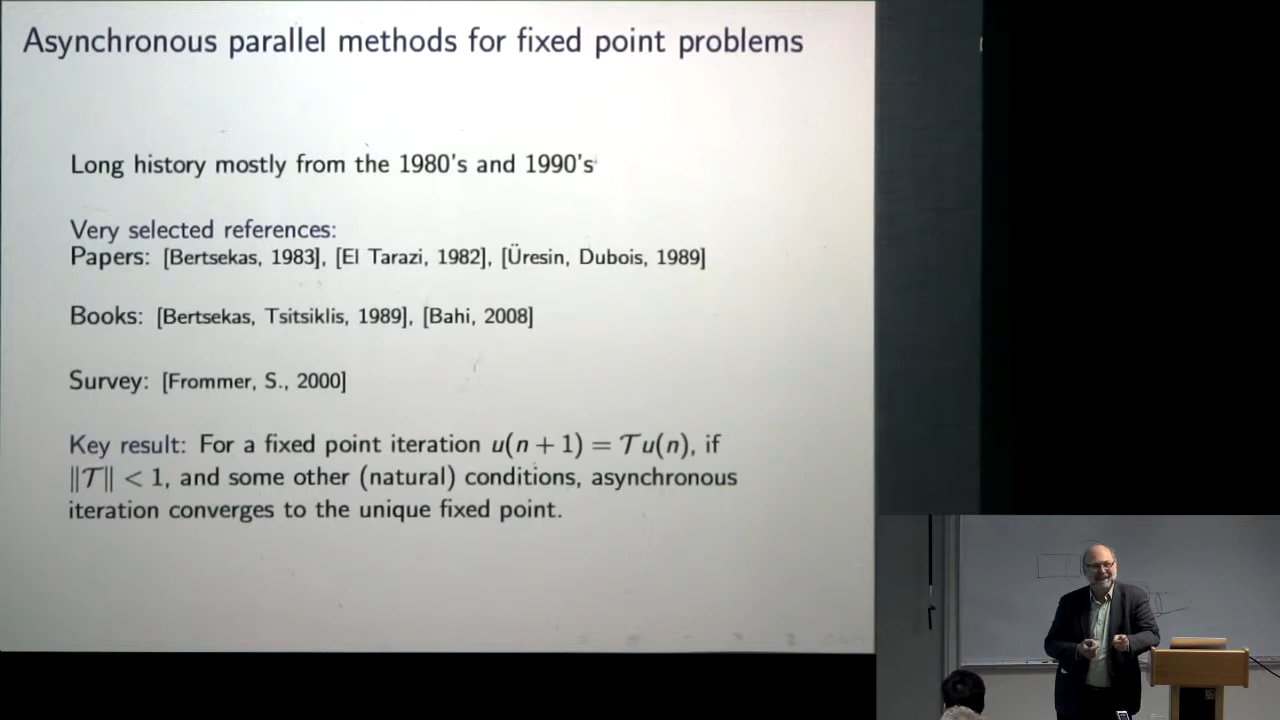 Asynchronous parallel methods for fixed point problems
Long history mostly from the 1980's and 1990's
Very selected references:
Papers: [Bertsekas, 1983], [El Tarazi, 1982], [Üresin, Dubois, 1989]
Books: [Bertsekas, Tsitsiklis, 1989], [Bahi, 2008]
Survey: [Frommer, S., 2000]
Key result: For a fixed point iteration u(n + 1) = 𝒯u(n), if
‖𝒯‖ < 1, and some other (natural) conditions, asynchronous
iteration converges to the unique fixed point.